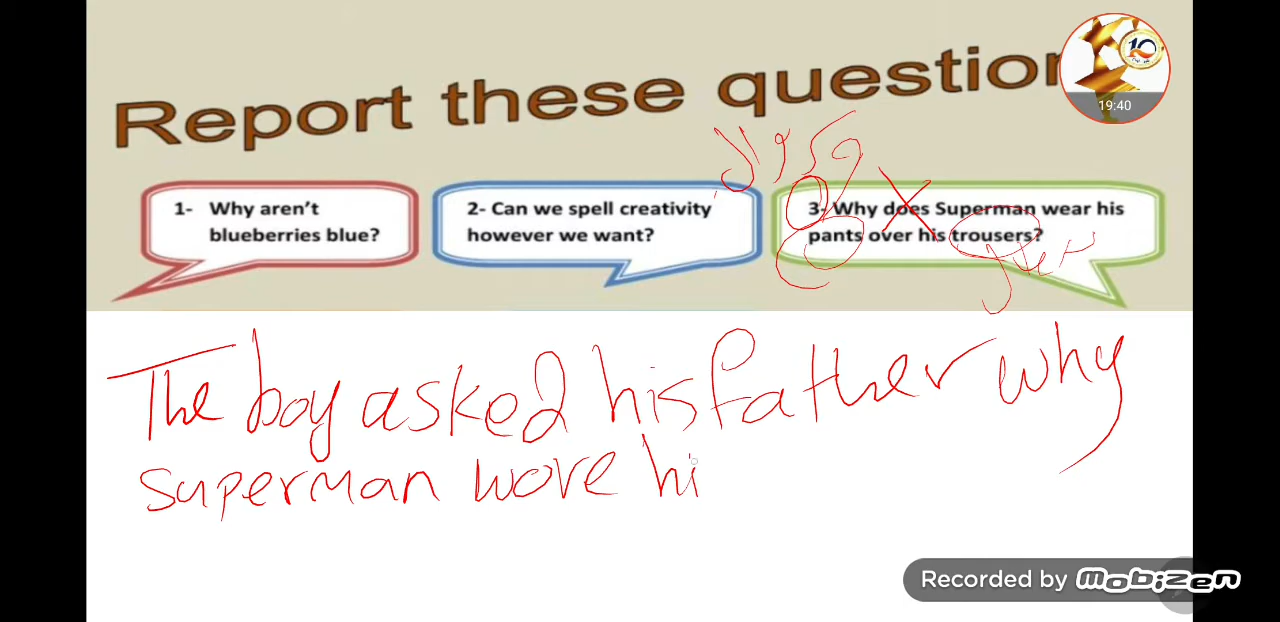 Report these question
19:40
1- Why aren't
blueberries blue?
2- Can we spell creativity
however we want?
3- Why does Superman wear his
pants over his trousers?
The boy asked his father why
superman wore hi
Recorded by Mobizen